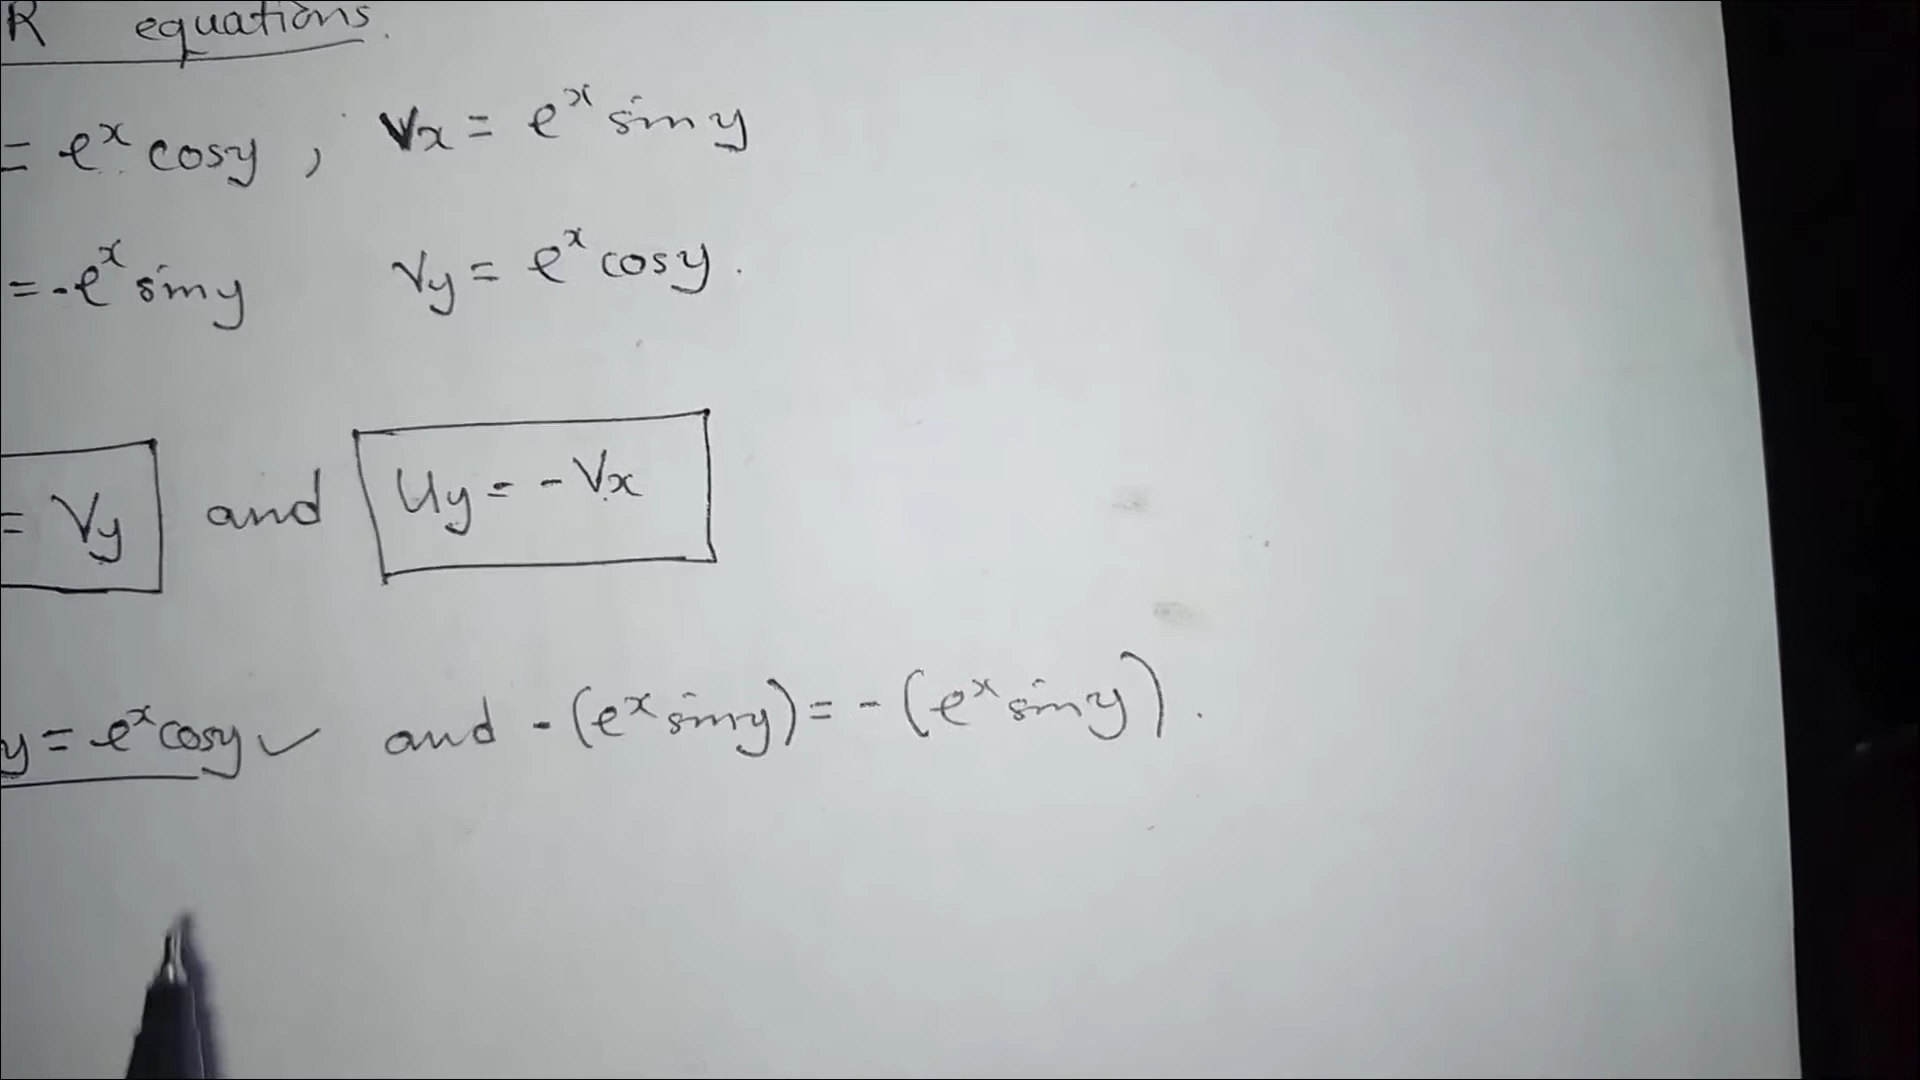 R equations.
= e^x cosy , Vx = e^x siny
= -e^x siny Vy = e^x cosy .
= Vy and Uy = - Vx
y = e^x cosy ✓ and - (e^x siny) = - (e^x siny) .